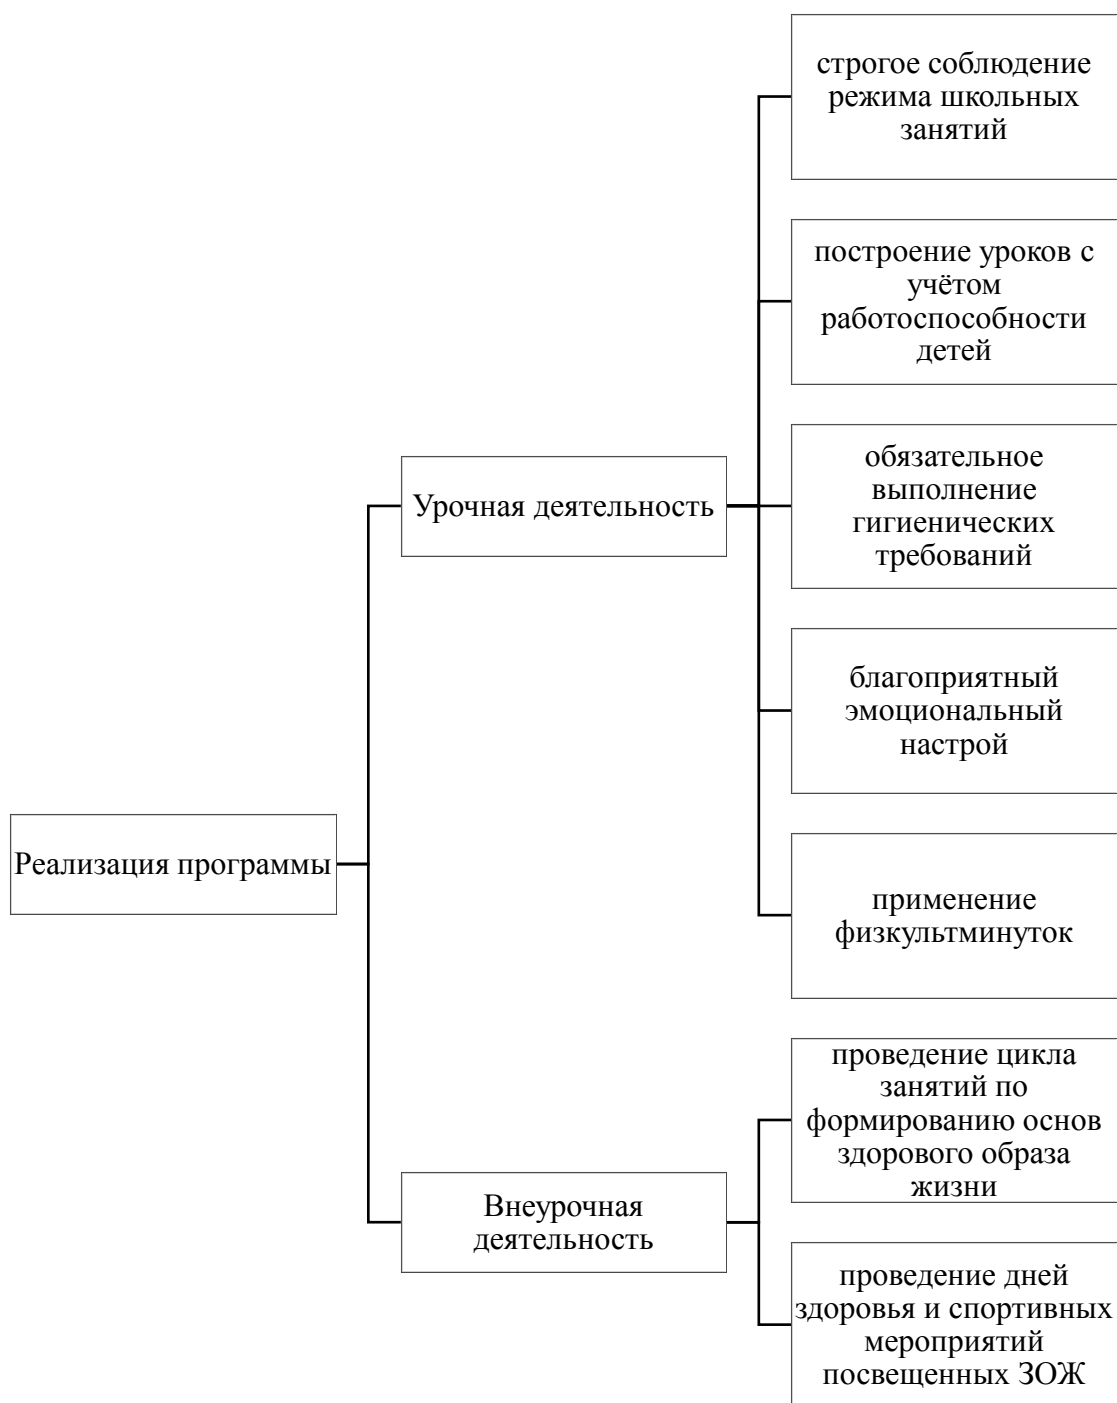 строгое соблюдение
режима школьных
занятий
построение уроков с
учётом
работоспособности
детей
обязательное
выполнение
гигиенических
требований
Урочная деятельность
благоприятный
эмоциональный
настрой
Реализация программы
применение
физкультминуток
проведение цикла
занятий по
формированию основ
здорового образа
жизни
Внеурочная
деятельность
проведение дней
здоровья и спортивных
мероприятий
посвещенных ЗОЖ